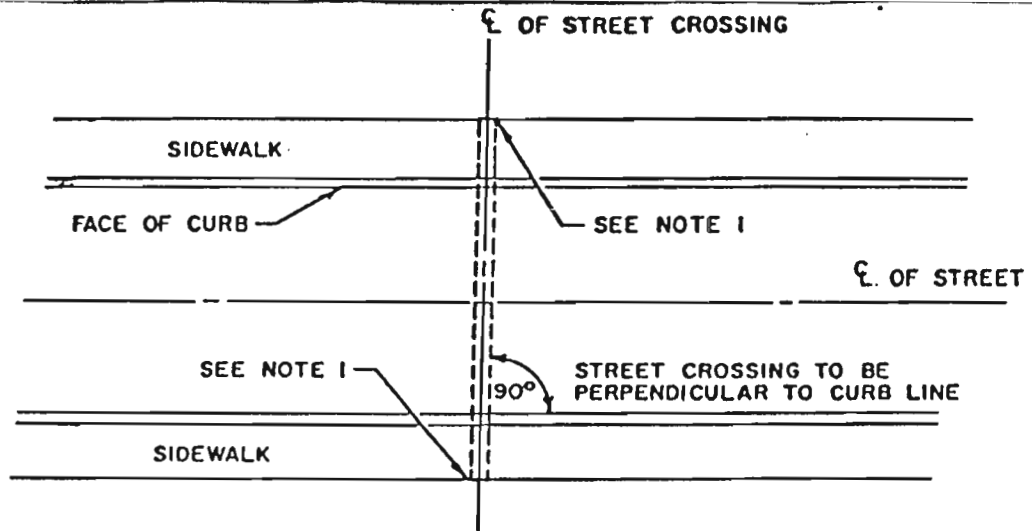 ℄ OF STREET CROSSING
SIDEWALK
FACE OF CURB
SEE NOTE 1
℄ OF STREET
SEE NOTE 1
STREET CROSSING TO BE
90° PERPENDICULAR TO CURB LINE
SIDEWALK